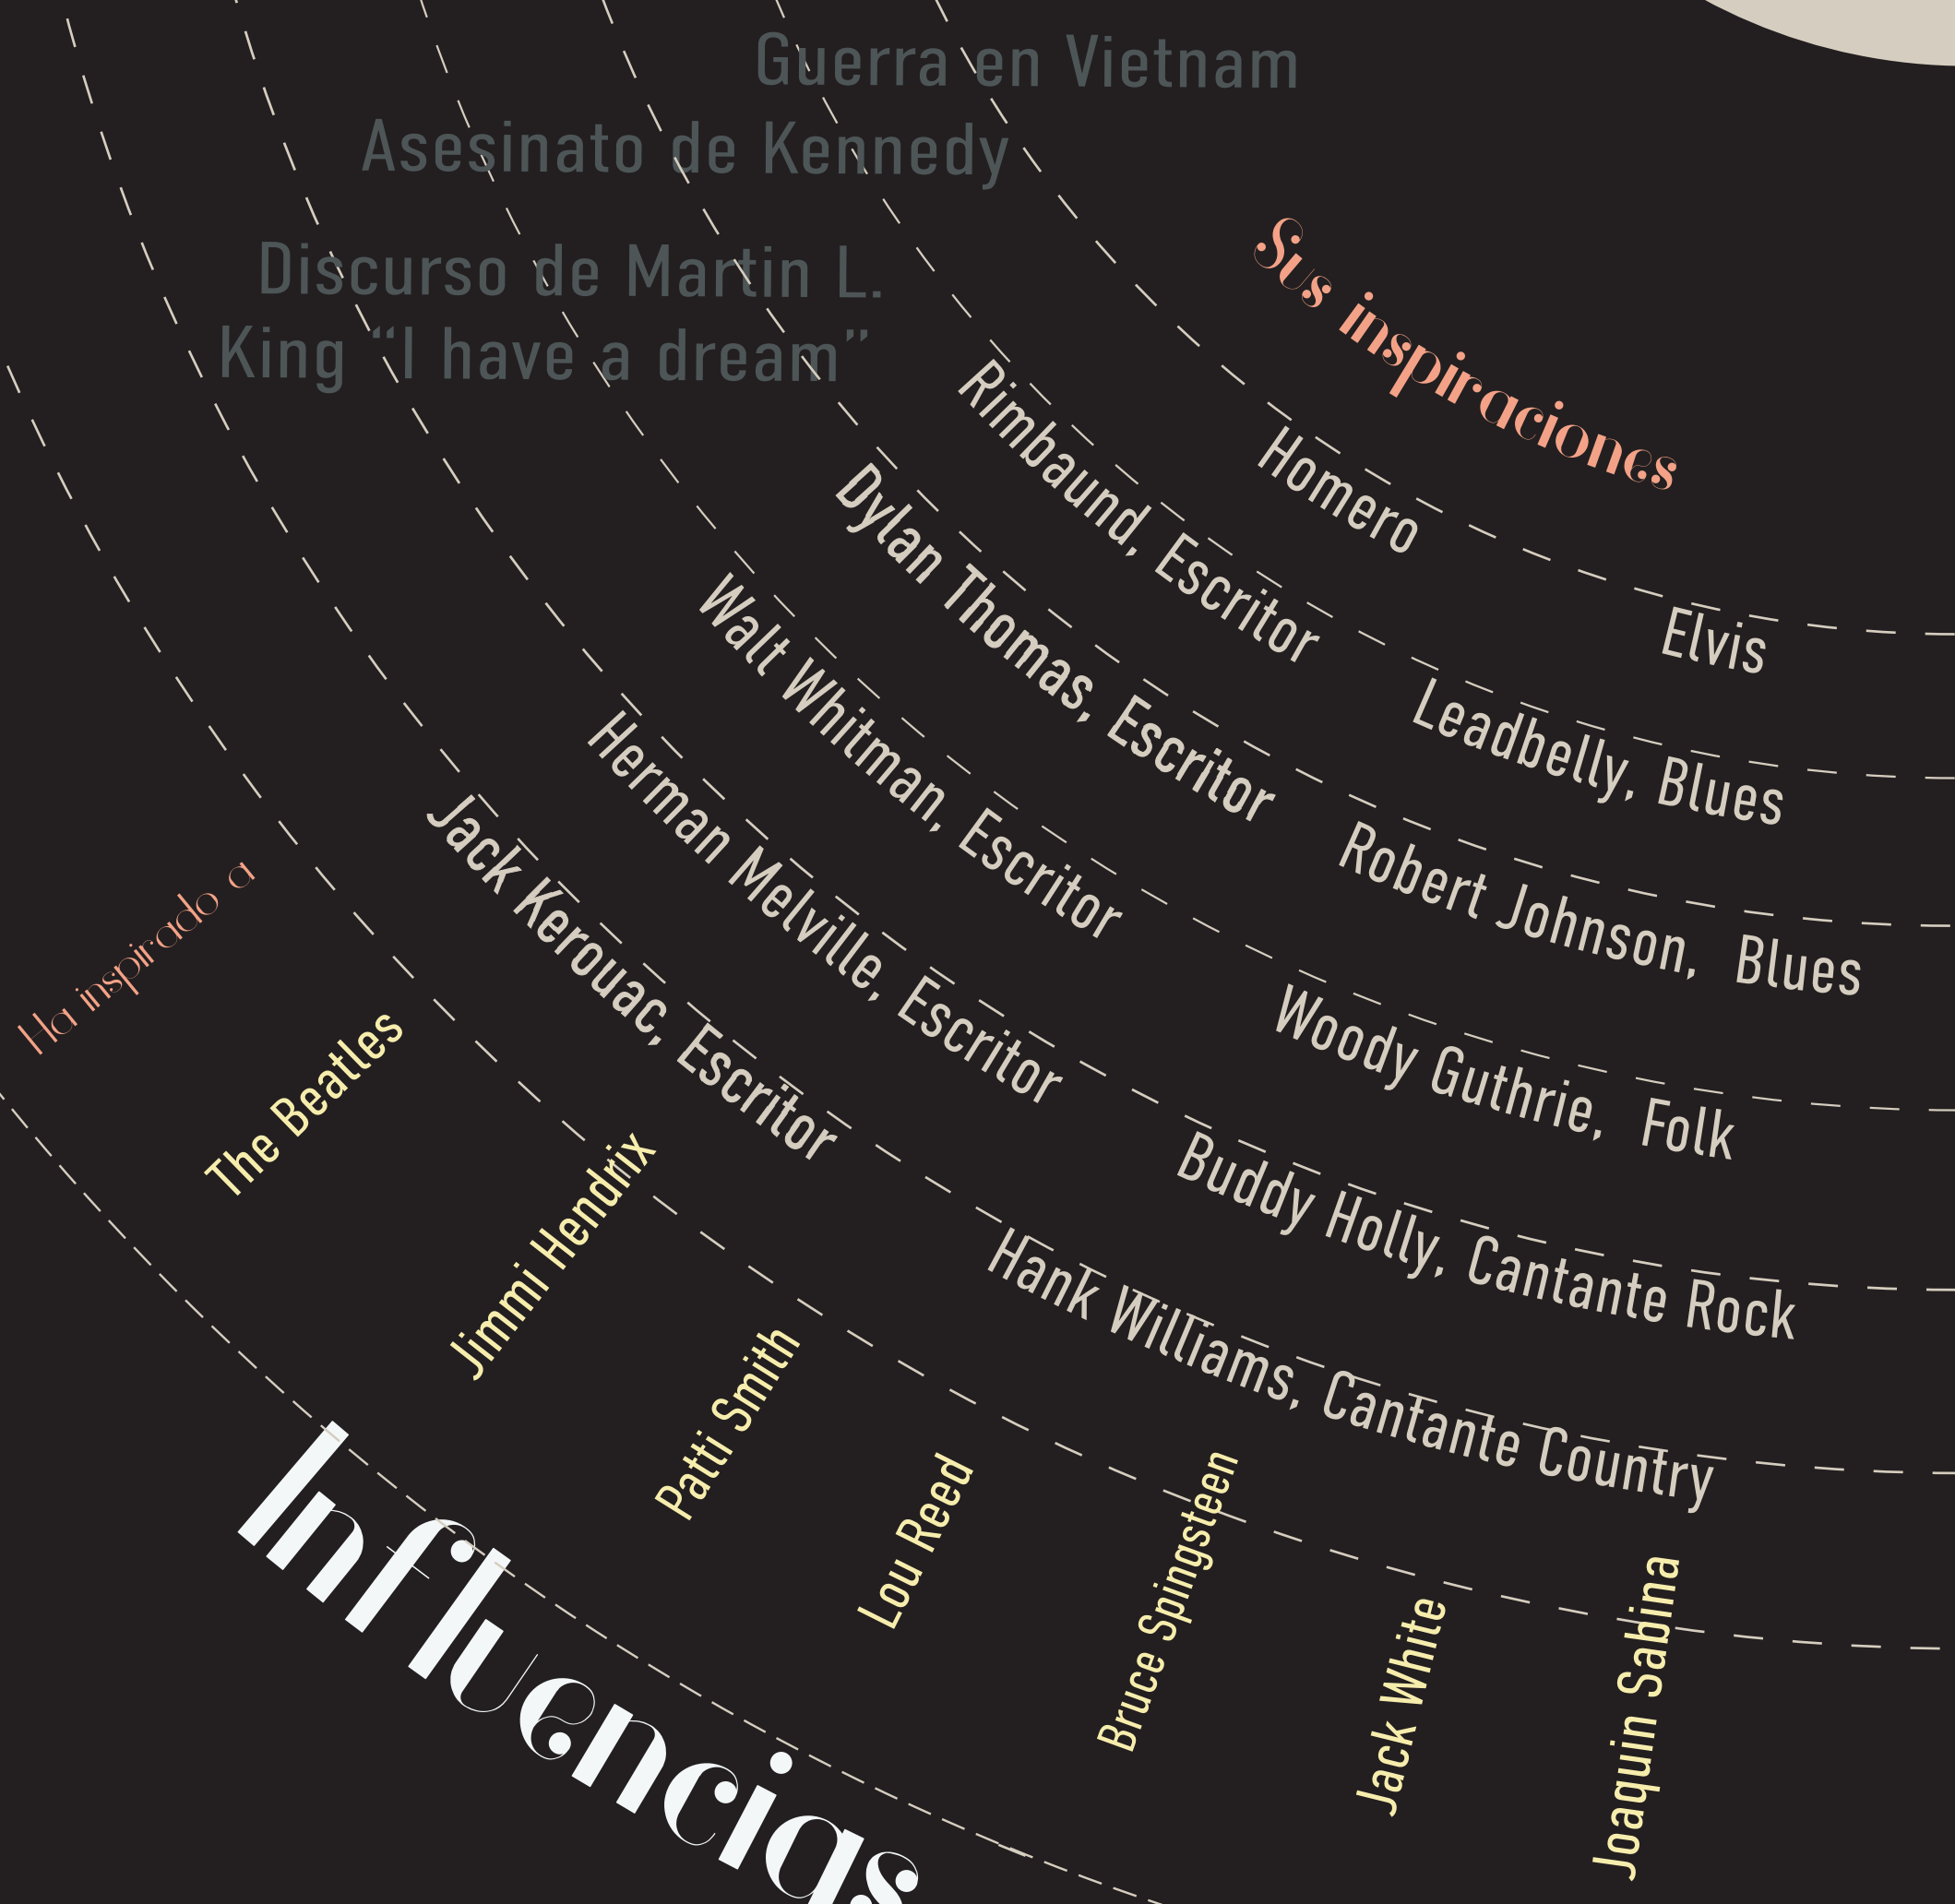 Guerra en Vietnam
Asesinato de Kennedy
Discurso de Martin L.
King “I have a dream”
Sus inspiraciones
Homero
Elvis
Rimbaund, Escritor
Leadbelly, Blues
Dylan Thomas, Escritor
Robert Johnson, Blues
Walt Whitman, Escritor
Woody Guthrie, Folk
Herman Melville, Escritor
Buddy Holly, Cantante Rock
Jack Kerouac, Escritor
Hank Williams, Cantante Country
Ha inspirado a
The Beattes
Jimmi Hendrix
Patti Smith
Lou Reed
Bruce Spingsteen
Jack White
Joaquin Sabina
Influencias